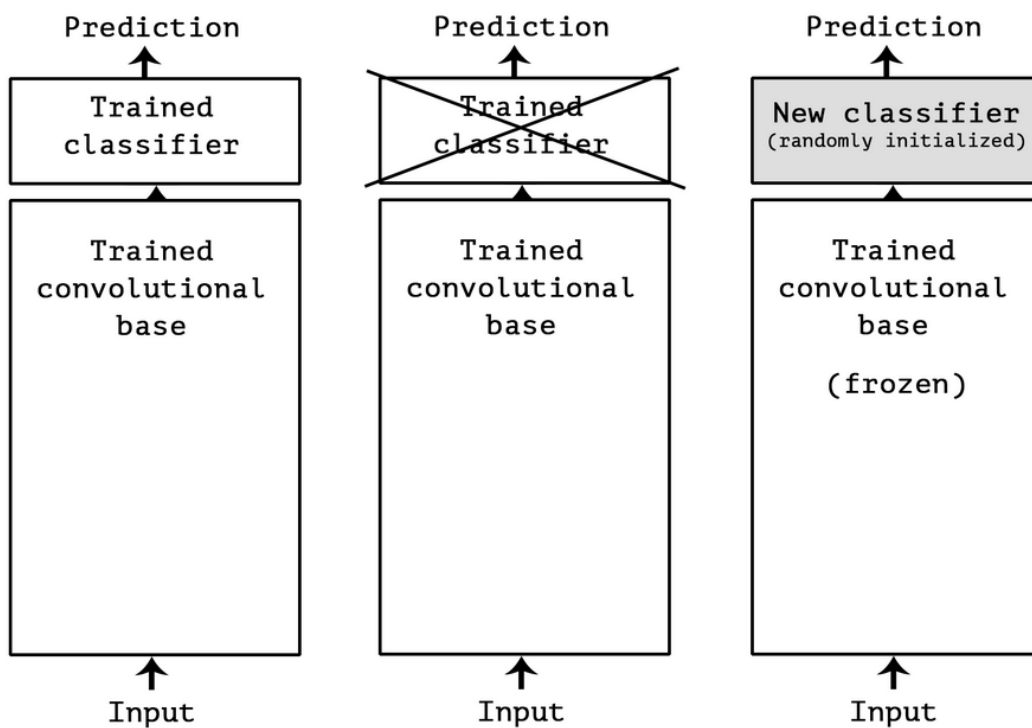 Prediction
Trained
classifier
Trained
convolutional
base
Input
Prediction
Trained
classifier
Trained
convolutional
base
Input
Prediction
New classifier
(randomly initialized)
Trained
convolutional
base
(frozen)
Input